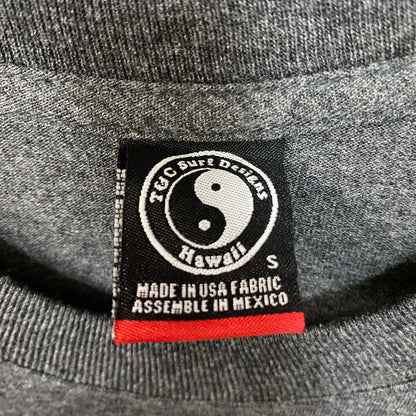 T&C Surf Designs
Hawaii
S
MADE IN USA FABRIC
ASSEMBLE IN MEXICO